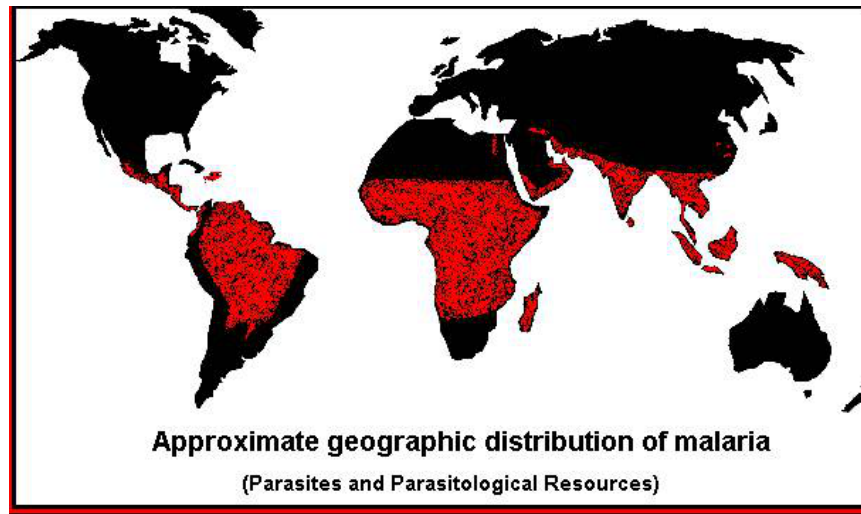 Approximate geographic distribution of malaria
(Parasites and Parasitological Resources)